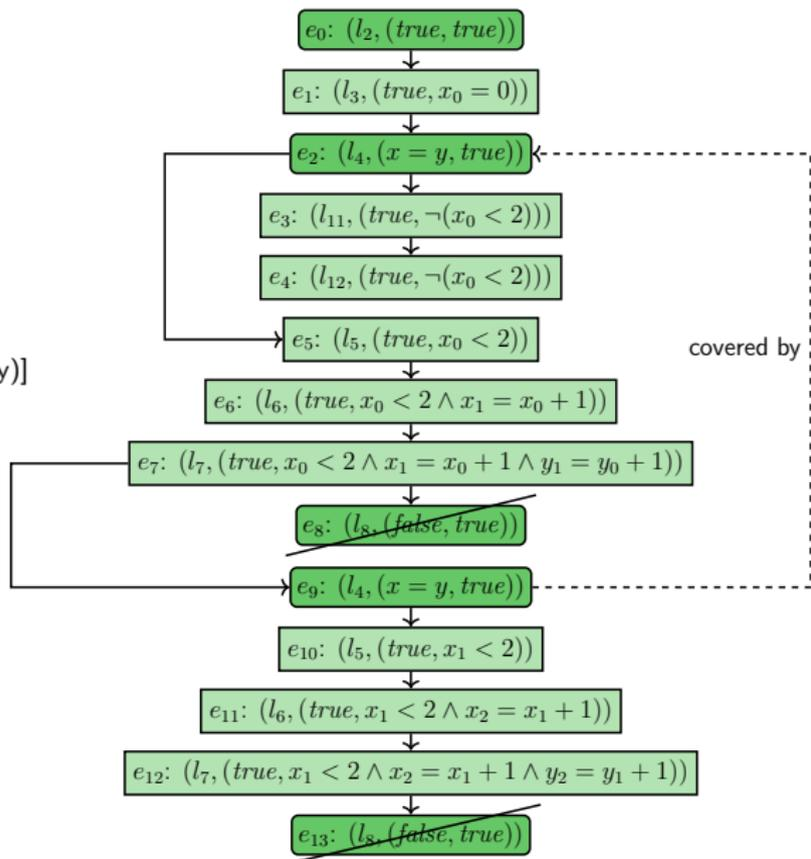 e₀: (l₂, (true, true))
e₁: (l₃, (true, x₀ = 0))
e₂: (l₄, (x = y, true))
e₃: (l₁₁, (true, ¬(x₀ < 2)))
e₄: (l₁₂, (true, ¬(x₀ < 2)))
e₅: (l₅, (true, x₀ < 2))
covered by
y)]
e₆: (l₆, (true, x₀ < 2 ∧ x₁ = x₀ + 1))
e₇: (l₇, (true, x₀ < 2 ∧ x₁ = x₀ + 1 ∧ y₁ = y₀ + 1))
e₈: (l₈, (false, true))
e₉: (l₄, (x = y, true))
e₁₀: (l₅, (true, x₁ < 2))
e₁₁: (l₆, (true, x₁ < 2 ∧ x₂ = x₁ + 1))
e₁₂: (l₇, (true, x₁ < 2 ∧ x₂ = x₁ + 1 ∧ y₂ = y₁ + 1))
e₁₃: (l₈, (false, true))